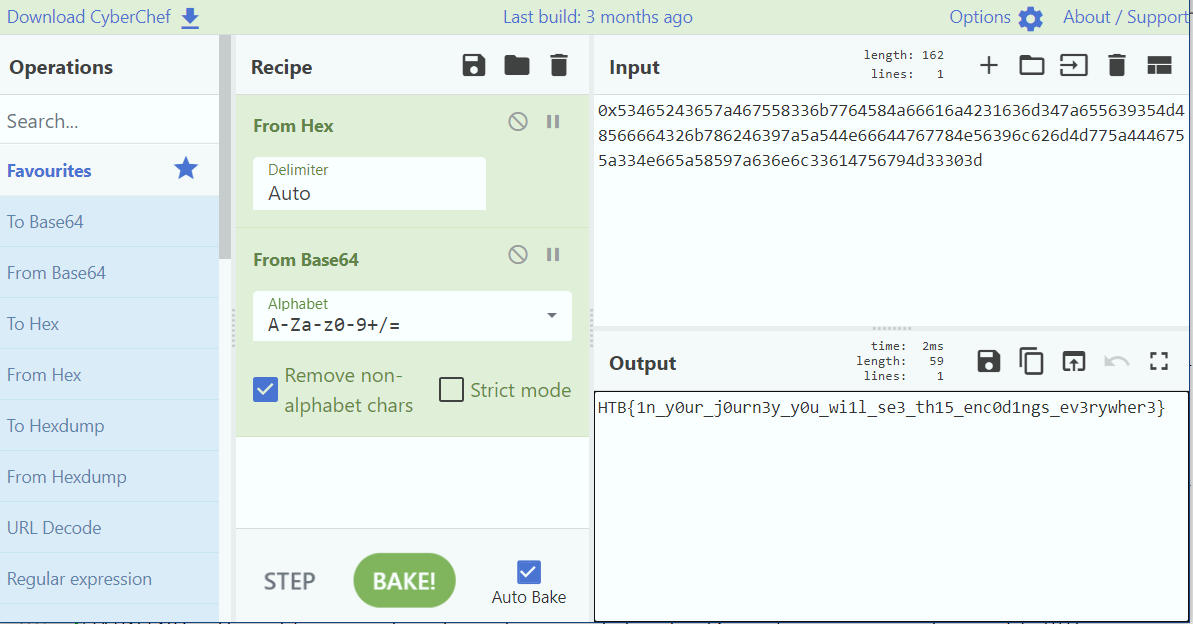 Download CyberChef
Last build: 3 months ago
Options
About / Support
Operations
Search...
Favourites
To Base64
From Base64
To Hex
From Hex
To Hexdump
From Hexdump
URL Decode
Regular expression
Recipe
From Hex
Delimiter
Auto
From Base64
Alphabet
A-Za-z0-9+/=
Remove non-
alphabet chars
Strict mode
STEP
BAKE!
Auto Bake
Input
length: 162
lines: 1
0x53465243657a467558336b7764584a66616a4231636d347a655639354d4
8566664326b786246397a5a544e66644767784e56396c626d4d775a444675
5a334e665a58597a636e6c33614756794d33303d
Output
time: 2ms
length: 59
lines: 1
HTB{1n_y0ur_j0urn3y_y0u_wi1l_se3_th15_enc0d1ngs_ev3rywher3}